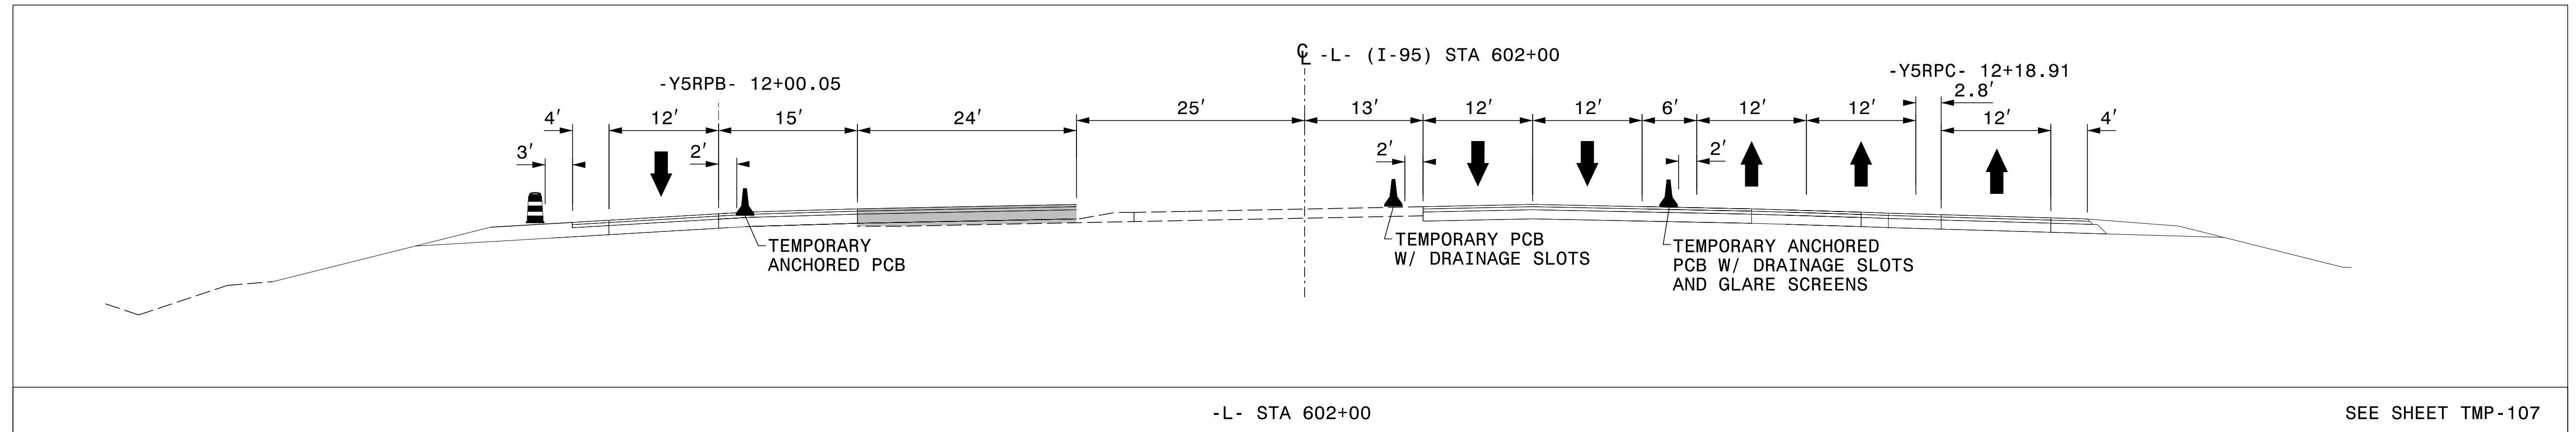 ℄ -L- (I-95) STA 602+00
-Y5RPB- 12+00.05
-Y5RPC- 12+18.91
2.8'
4'
12'
15'
24'
25'
13'
12'
12'
6'
12'
12'
12'
4'
3'
2'
2'
2'
TEMPORARY
ANCHORED PCB
TEMPORARY PCB
W/ DRAINAGE SLOTS
TEMPORARY ANCHORED
PCB W/ DRAINAGE SLOTS
AND GLARE SCREENS
-L- STA 602+00
SEE SHEET TMP-107